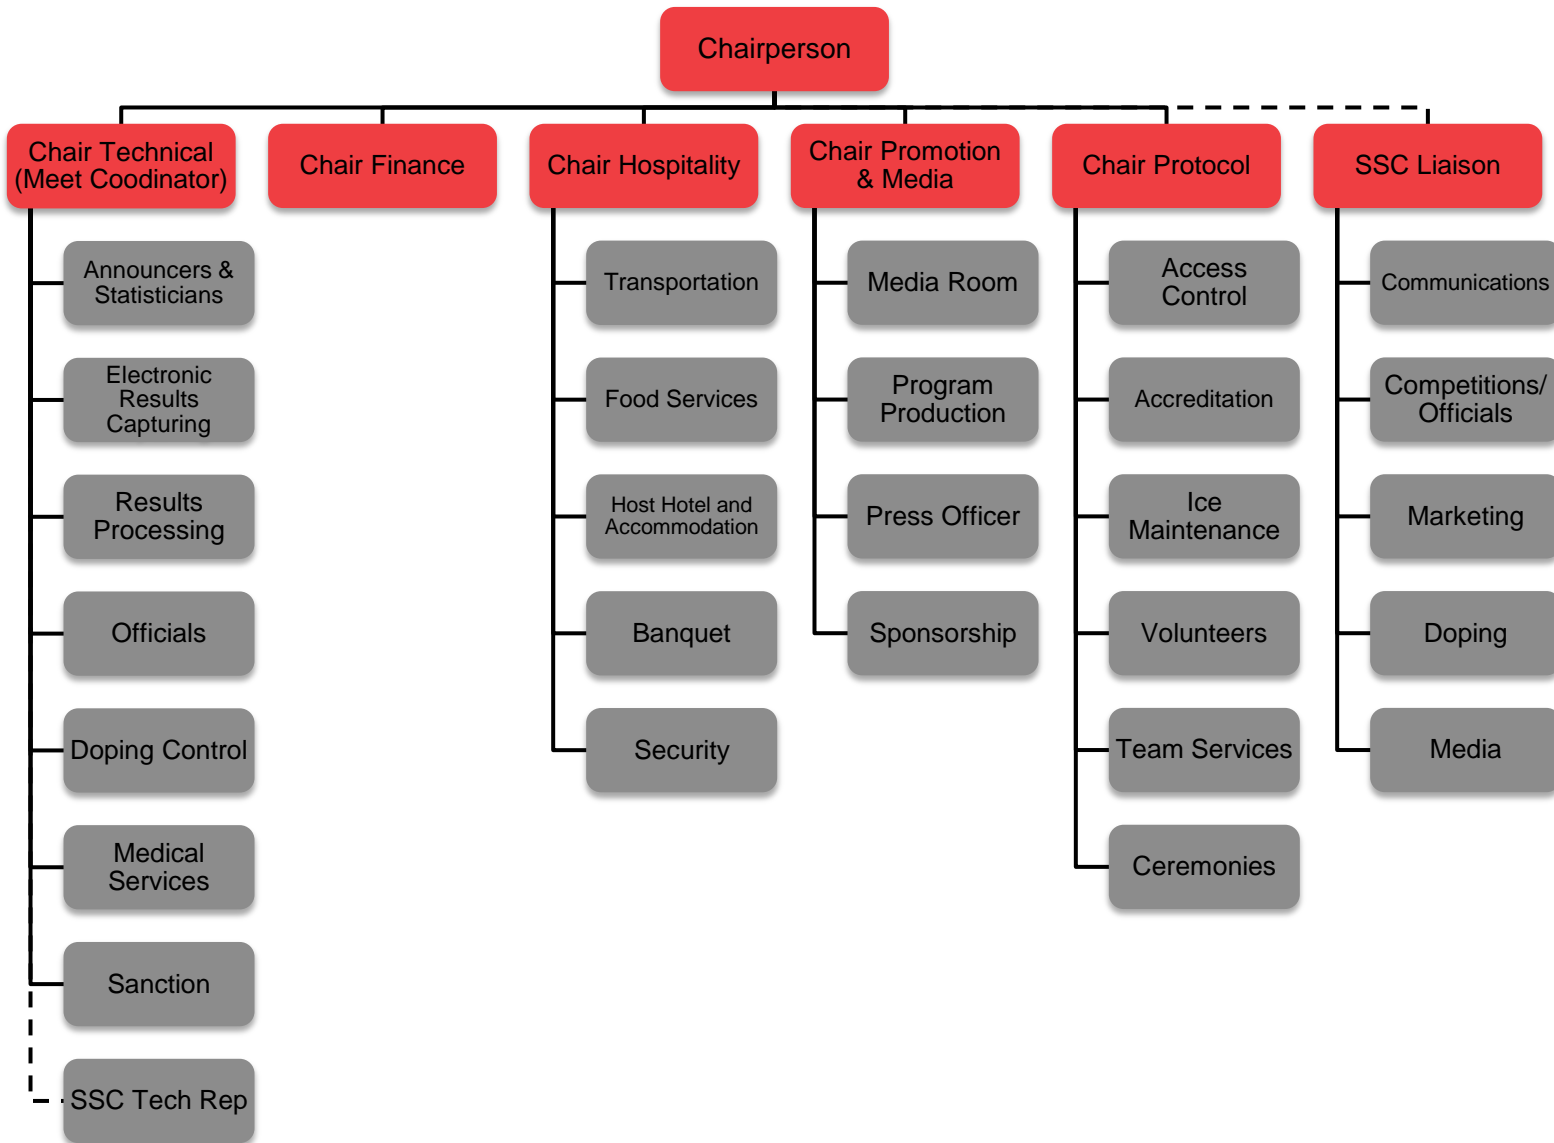 Chairperson
Chair Technical
(Meet Coodinator)
Chair Finance
Chair Hospitality
Chair Promotion
& Media
Chair Protocol
SSC Liaison
Announcers &
Statisticians
Electronic
Results
Capturing
Results
Processing
Officials
Doping Control
Medical
Services
Sanction
SSC Tech Rep
Transportation
Food Services
Host Hotel and
Accommodation
Banquet
Security
Media Room
Program
Production
Press Officer
Sponsorship
Access
Control
Accreditation
Ice
Maintenance
Volunteers
Team Services
Ceremonies
Communications
Competitions/
Officials
Marketing
Doping
Media